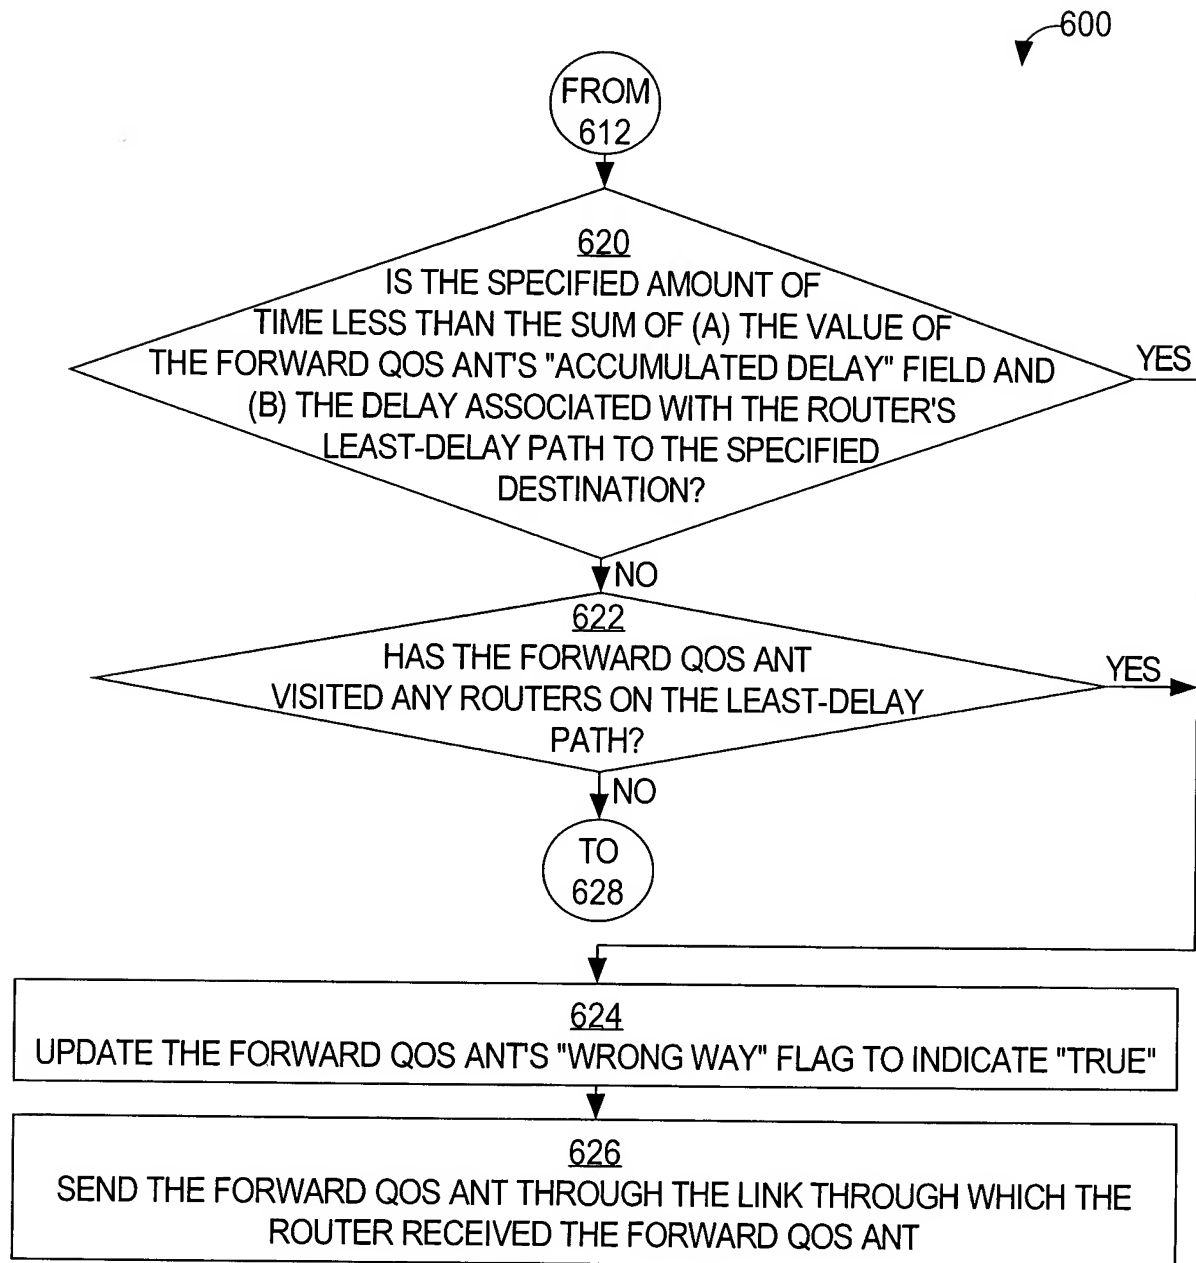 600
FROM
612
620
IS THE SPECIFIED AMOUNT OF
TIME LESS THAN THE SUM OF (A) THE VALUE OF
THE FORWARD QOS ANT'S "ACCUMULATED DELAY" FIELD AND
(B) THE DELAY ASSOCIATED WITH THE ROUTER'S
LEAST-DELAY PATH TO THE SPECIFIED
DESTINATION?
YES
NO
622
HAS THE FORWARD QOS ANT
VISITED ANY ROUTERS ON THE LEAST-DELAY
PATH?
YES
NO
TO
628
624
UPDATE THE FORWARD QOS ANT'S "WRONG WAY" FLAG TO INDICATE "TRUE"
626
SEND THE FORWARD QOS ANT THROUGH THE LINK THROUGH WHICH THE
ROUTER RECEIVED THE FORWARD QOS ANT